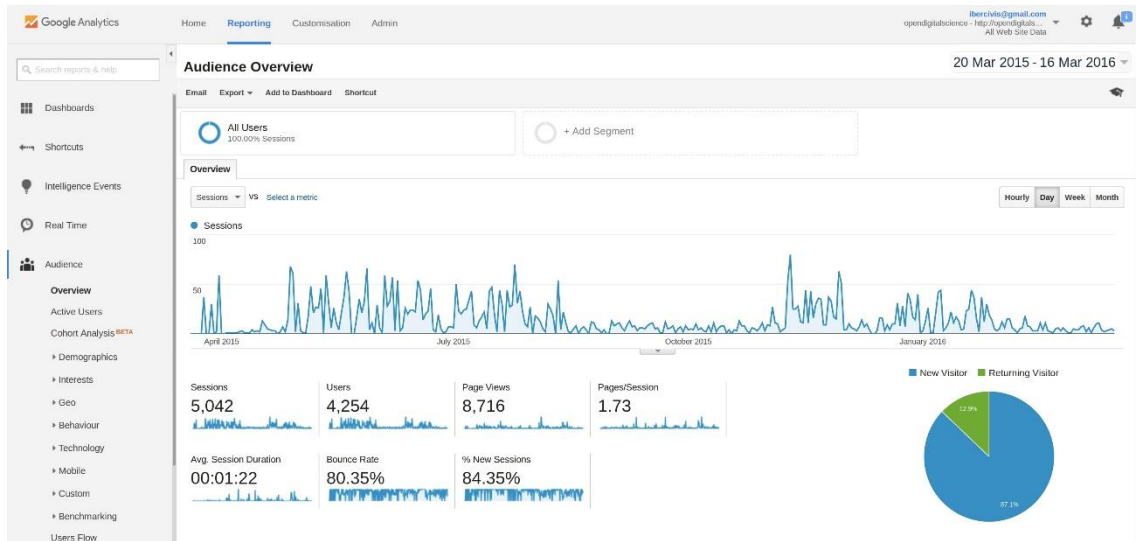 Google Analytics
Home Reporting Customisation Admin
ibercivis@gmail.com
opendigitalscience - http://opendigitals...
All Web Site Data
1
Search reports & help
Dashboards
Shortcuts
Intelligence Events
Real Time
Audience
Overview
Active Users
Cohort Analysis BETA
Demographics
Interests
Geo
Behaviour
Technology
Mobile
Custom
Benchmarking
Users Flow
Audience Overview
20 Mar 2015 - 16 Mar 2016
Email Export Add to Dashboard Shortcut
All Users
100.00% Sessions
+ Add Segment
Overview
Sessions VS Select a metric
Hourly Day Week Month
Sessions
100
50
April 2015 July 2015 October 2015 January 2016
New Visitor Returning Visitor
Sessions
5,042
Users
4,254
Page Views
8,716
Pages/Session
1.73
Avg. Session Duration
00:01:22
Bounce Rate
80.35%
% New Sessions
84.35%
12.9%
87.1%